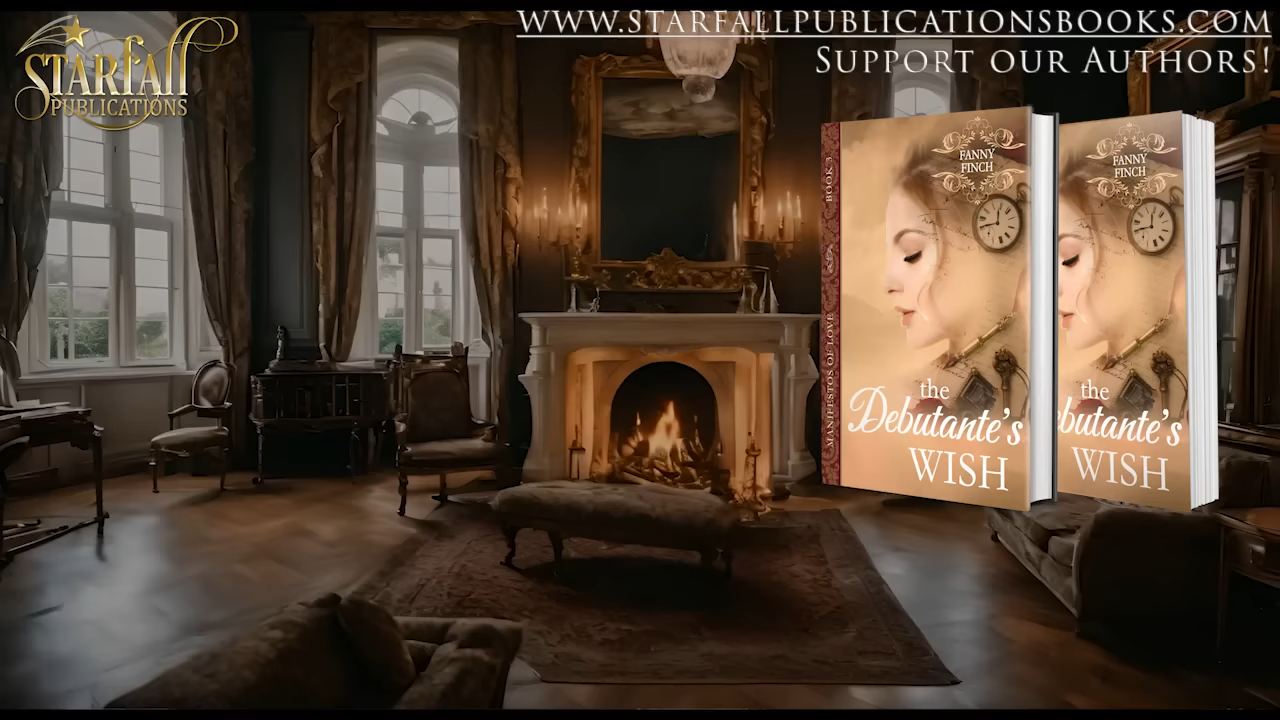 STARfall
PUBLICATIONS
WWW.STARFALLPUBLICATIONSBOOKS.COM
SUPPORT OUR AUTHORS!
BOOK 3
MANIFESTOS OF LOVE
FANNY
FINCH
the
Debutante's
WISH
FANNY
FINCH
the
ebutante's
WISH